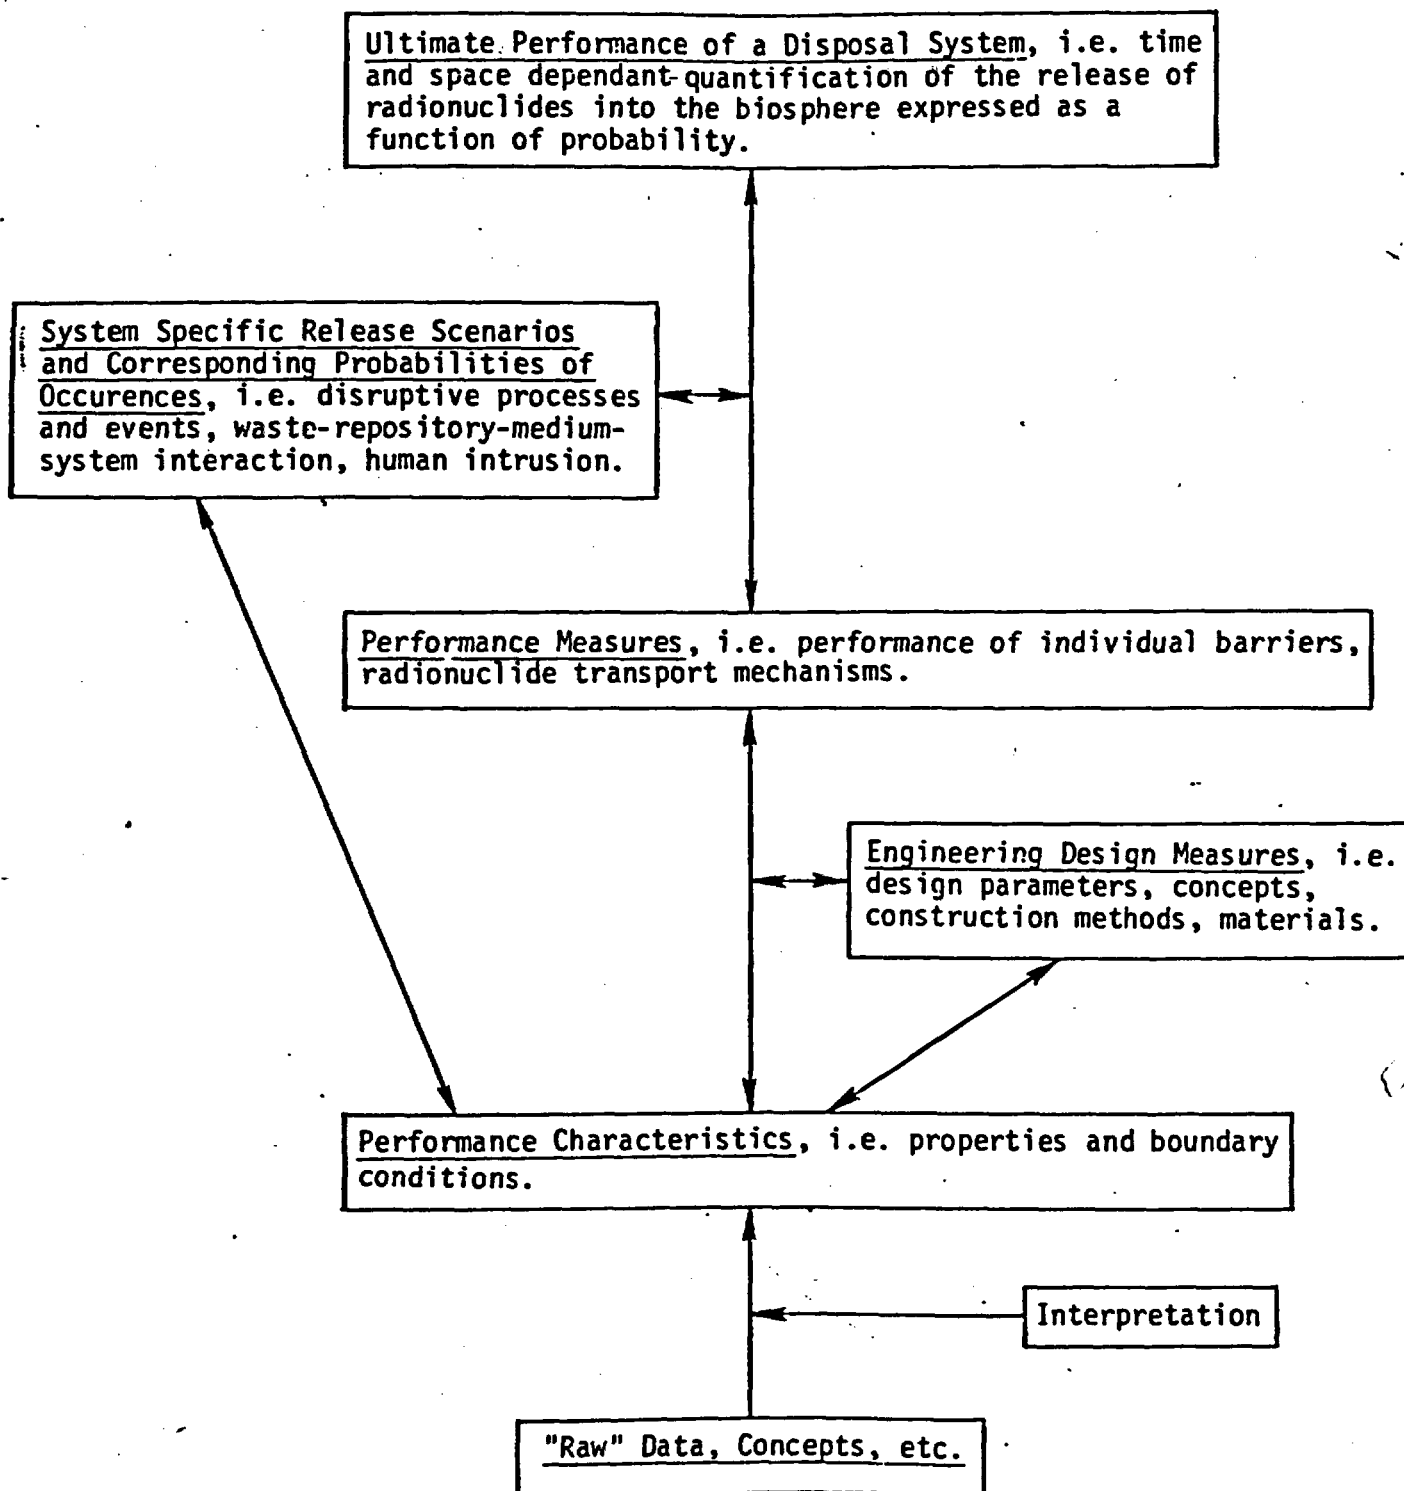 Ultimate Performance of a Disposal System, i.e. time
and space dependant quantification of the release of
radionuclides into the biosphere expressed as a
function of probability.
System Specific Release Scenarios
and Corresponding Probabilities of
Occurences, i.e. disruptive processes
and events, waste-repository-medium-
system interaction, human intrusion.
Performance Measures, i.e. performance of individual barriers,
radionuclide transport mechanisms.
Engineering Design Measures, i.e.
design parameters, concepts,
construction methods, materials.
Performance Characteristics, i.e. properties and boundary
conditions.
Interpretation
"Raw" Data, Concepts, etc.